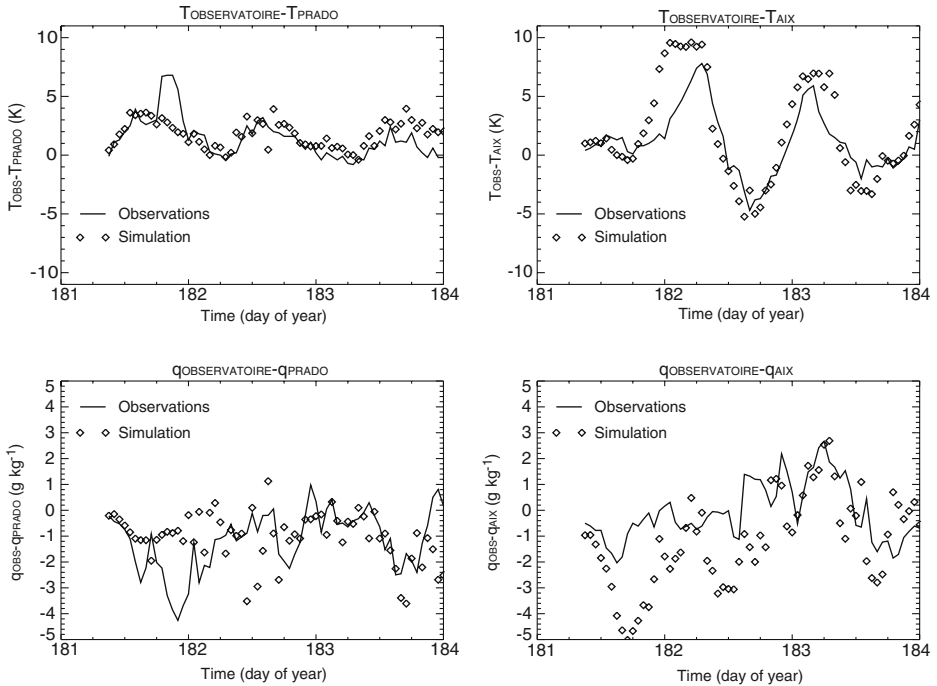 TOBSERVATOIRE-TPRADO
TOBS-TPRADO (K)
10
5
0
-5
-10
Observations
Simulation
181
182
183
184
Time (day of year)
TOBSERVATOIRE-TAIX
TOBS-TAIX (K)
10
5
0
-5
-10
Observations
Simulation
181
182
183
184
Time (day of year)
qOBSERVATOIRE-qPRADO
qOBS-qPRADO (g kg-1)
5
4
3
2
1
0
-1
-2
-3
-4
-5
Observations
Simulation
181
182
183
184
Time (day of year)
qOBSERVATOIRE-qAIX
qOBS-qAIX (g kg-1)
5
4
3
2
1
0
-1
-2
-3
-4
-5
Observations
Simulation
181
182
183
184
Time (day of year)